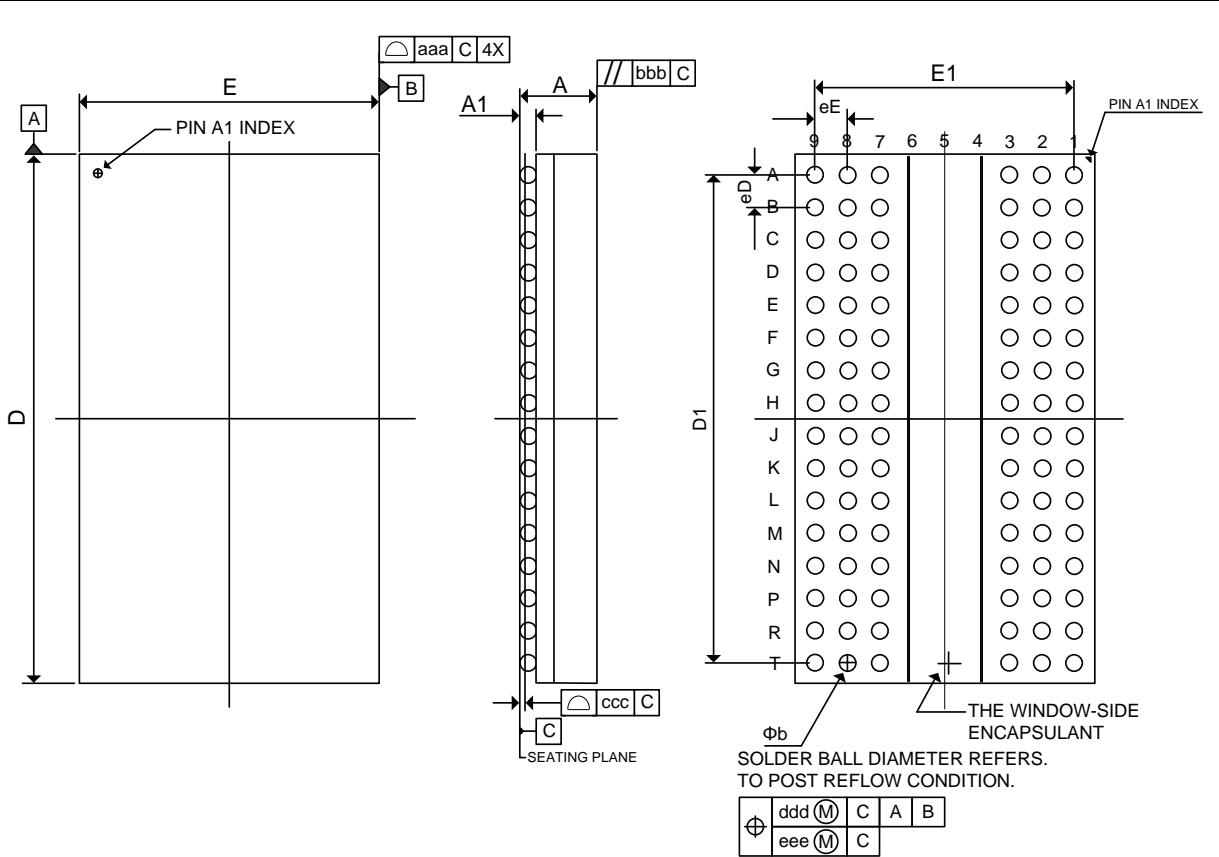 aaa C 4X
E
B
A
PIN A1 INDEX
D
// bbb C
A
A1
ccc C
C
SEATING PLANE
E1
eE
PIN A1 INDEX
9 8 7 6 5 4 3 2 1
eD
D1
A
B
C
D
E
F
G
H
J
K
L
M
N
P
R
T
THE WINDOW-SIDE
ENCAPSULANT
Φb
SOLDER BALL DIAMETER REFERS.
TO POST REFLOW CONDITION.
ddd M C A B
eee M C